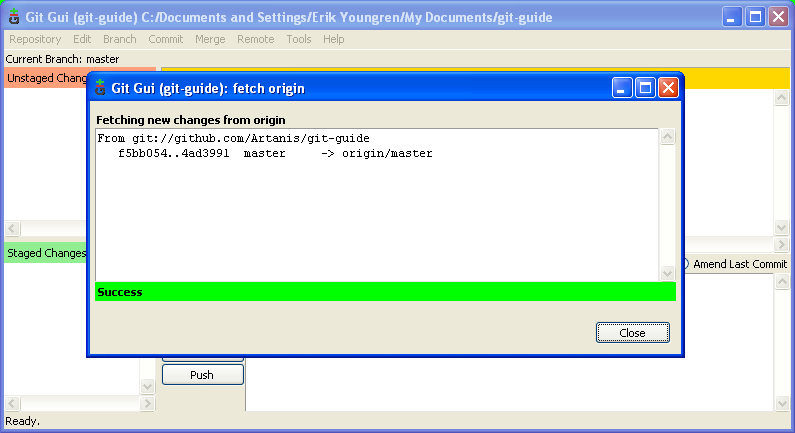 Git Gui (git-guide) C:/Documents and Settings/Erik Youngren/My Documents/git-guide
Repository Edit Branch Commit Merge Remote Tools Help
Current Branch: master
Unstaged Chang
Git Gui (git-guide): fetch origin
Fetching new changes from origin
From git://github.com/Artanis/git-guide
f5bb054..4ad3991 master -> origin/master
Success
Close
Staged Changes
Amend Last Commit
Push
Ready.